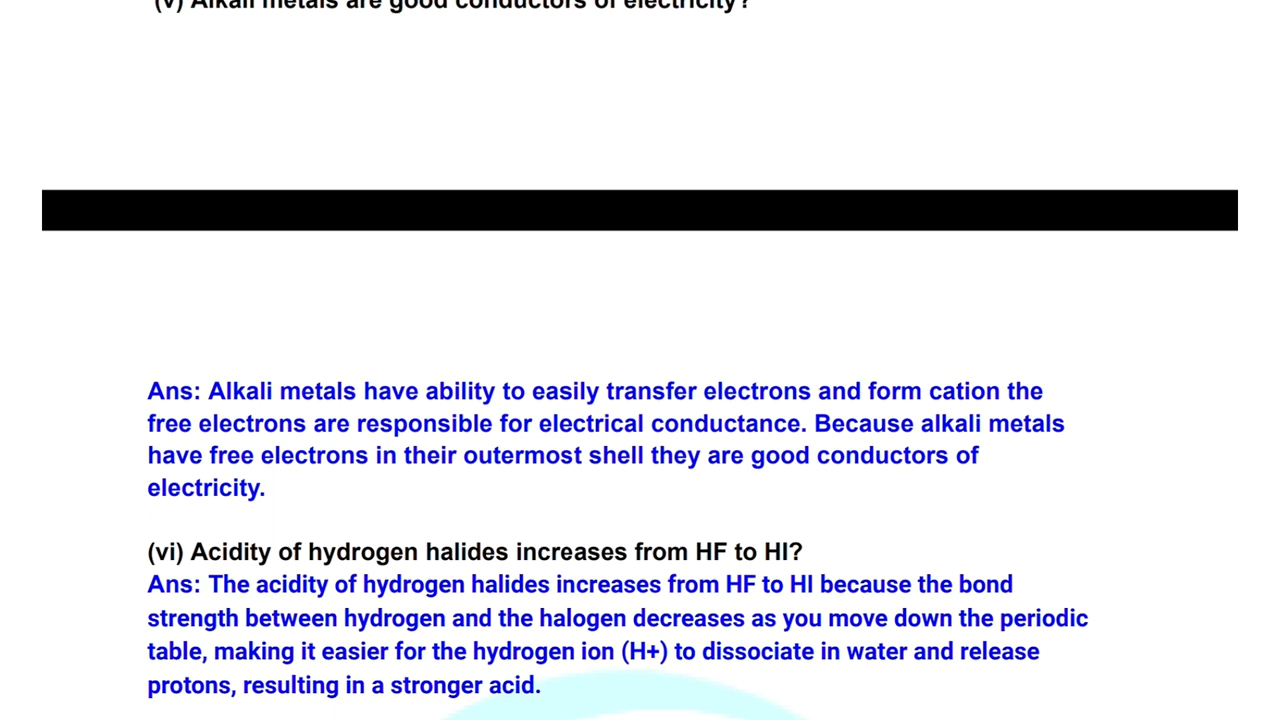 (v) Alkali metals are good conductors of electricity?
Ans: Alkali metals have ability to easily transfer electrons and form cation the
free electrons are responsible for electrical conductance. Because alkali metals
have free electrons in their outermost shell they are good conductors of
electricity.
(vi) Acidity of hydrogen halides increases from HF to HI?
Ans: The acidity of hydrogen halides increases from HF to HI because the bond
strength between hydrogen and the halogen decreases as you move down the periodic
table, making it easier for the hydrogen ion (H+) to dissociate in water and release
protons, resulting in a stronger acid.